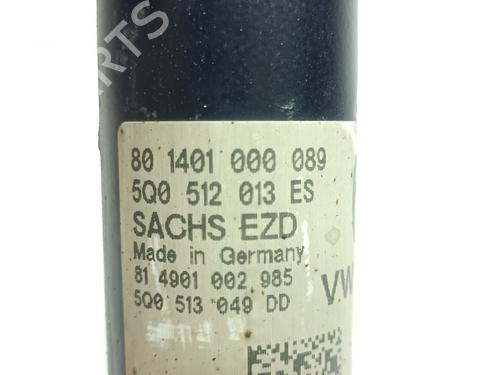 PARTS
80 1401 000 089
5Q0 512 013 ES
SACHS EZD
Made in Germany
81 4901 002 985
VW
5Q0 513 049 DD